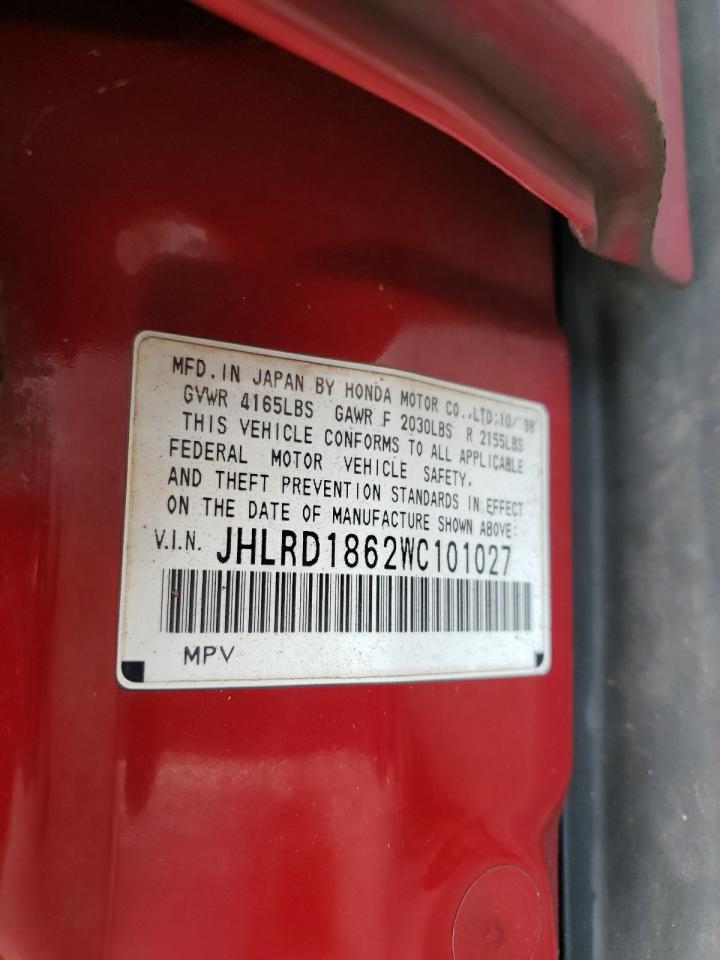 MFD. IN JAPAN BY HONDA MOTOR CO.,LTD:10/'98
GVWR 4165LBS GAWR F 2030LBS R 2155LBS
THIS VEHICLE CONFORMS TO ALL APPLICABLE
FEDERAL MOTOR VEHICLE SAFETY,
AND THEFT PREVENTION STANDARDS IN EFFECT
ON THE DATE OF MANUFACTURE SHOWN ABOVE:
V.I.N. JHLRD1862WC101027
MPV